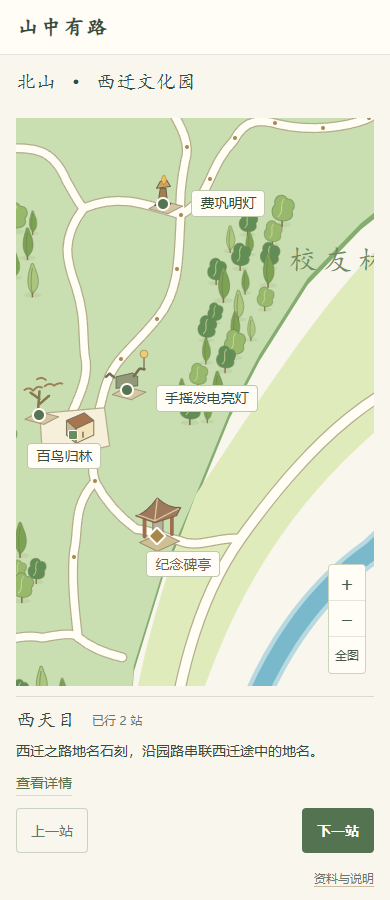 山中有路
北山 • 西迁文化园
费巩明灯
校友林
手摇发电亮灯
百鸟归林
纪念碑亭
+
−
全图
西天目 已行 2 站
西迁之路地名石刻，沿园路串联西迁途中的地名。
查看详情
上一站 下一站
资料与说明